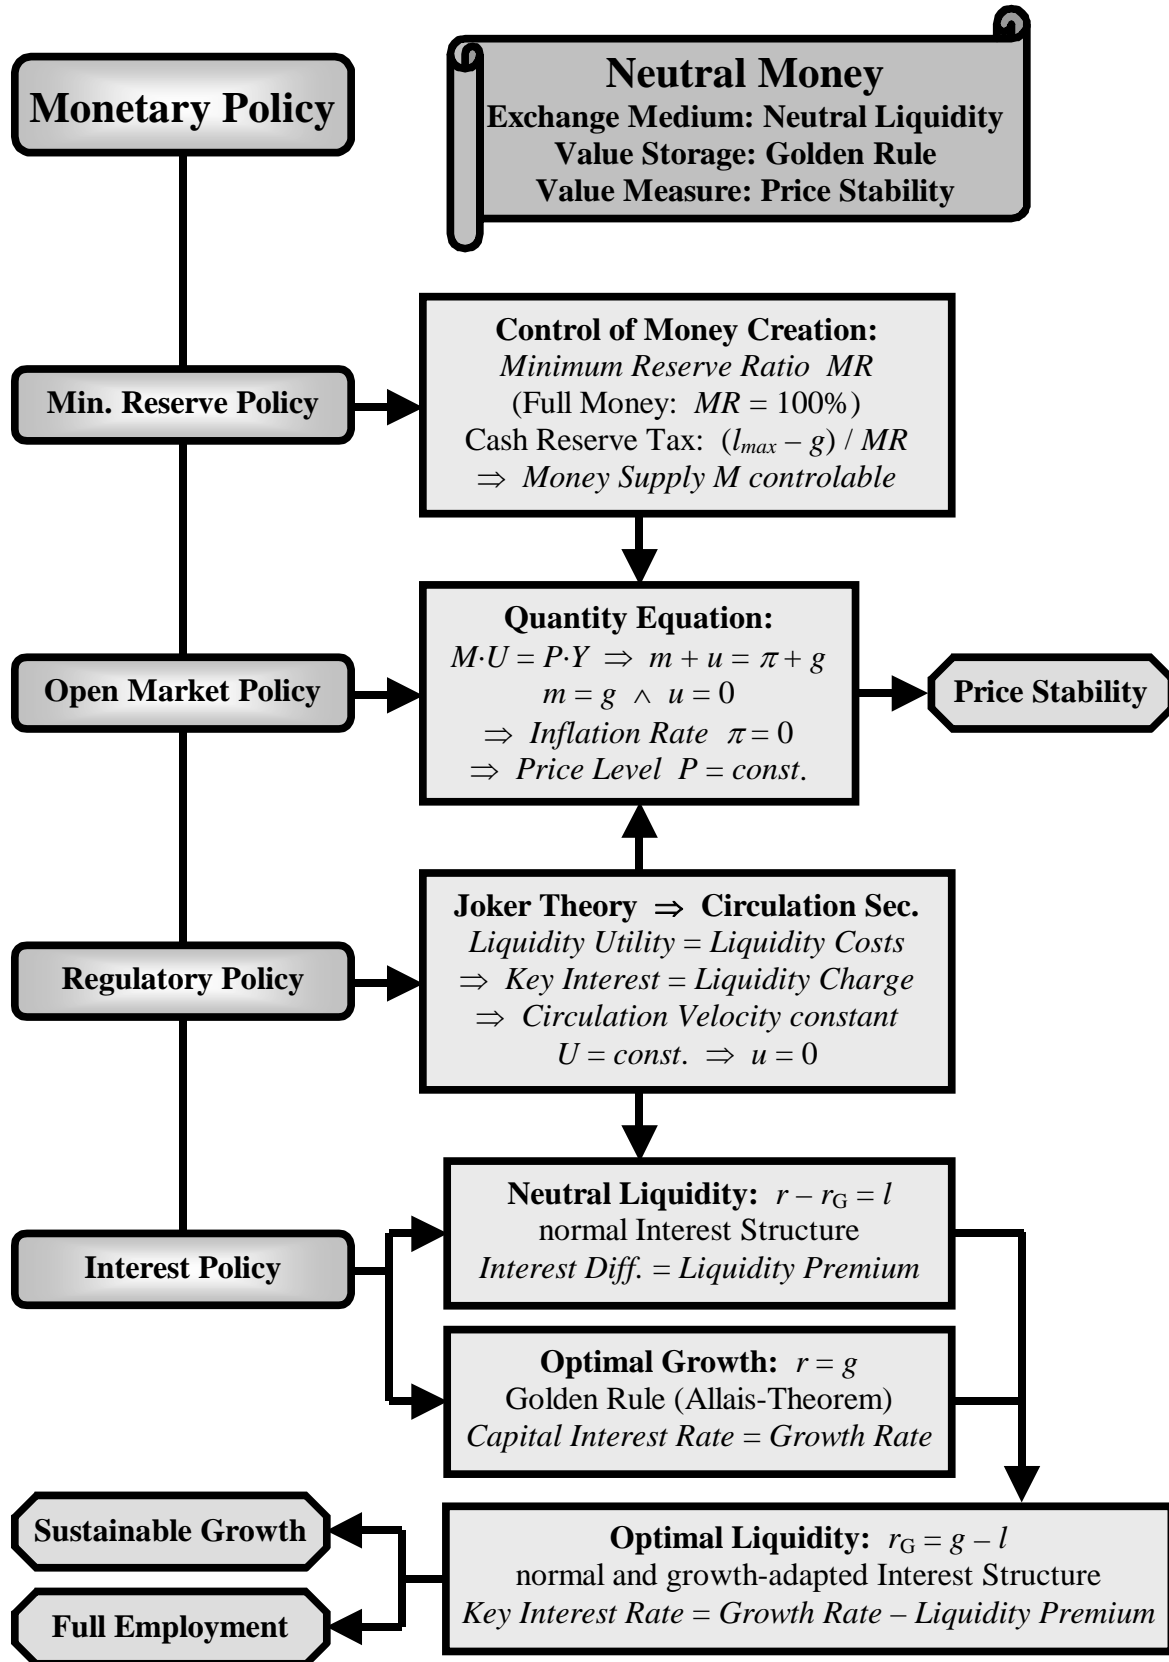 Monetary Policy
Neutral Money
Exchange Medium: Neutral Liquidity
Value Storage: Golden Rule
Value Measure: Price Stability
Control of Money Creation:
Minimum Reserve Ratio MR
(Full Money: MR = 100%)
Cash Reserve Tax: (lmax – g) / MR
⇒ Money Supply M controlable
Min. Reserve Policy
Quantity Equation:
M·U = P·Y ⇒ m + u = π + g
m = g ∧ u = 0
⇒ Inflation Rate π = 0
⇒ Price Level P = const.
Open Market Policy
Price Stability
Joker Theory ⇒ Circulation Sec.
Liquidity Utility = Liquidity Costs
⇒ Key Interest = Liquidity Charge
⇒ Circulation Velocity constant
U = const. ⇒ u = 0
Regulatory Policy
Neutral Liquidity: r – rG = l
normal Interest Structure
Interest Diff. = Liquidity Premium
Interest Policy
Optimal Growth: r = g
Golden Rule (Allais-Theorem)
Capital Interest Rate = Growth Rate
Optimal Liquidity: rG = g – l
normal and growth-adapted Interest Structure
Key Interest Rate = Growth Rate – Liquidity Premium
Sustainable Growth
Full Employment